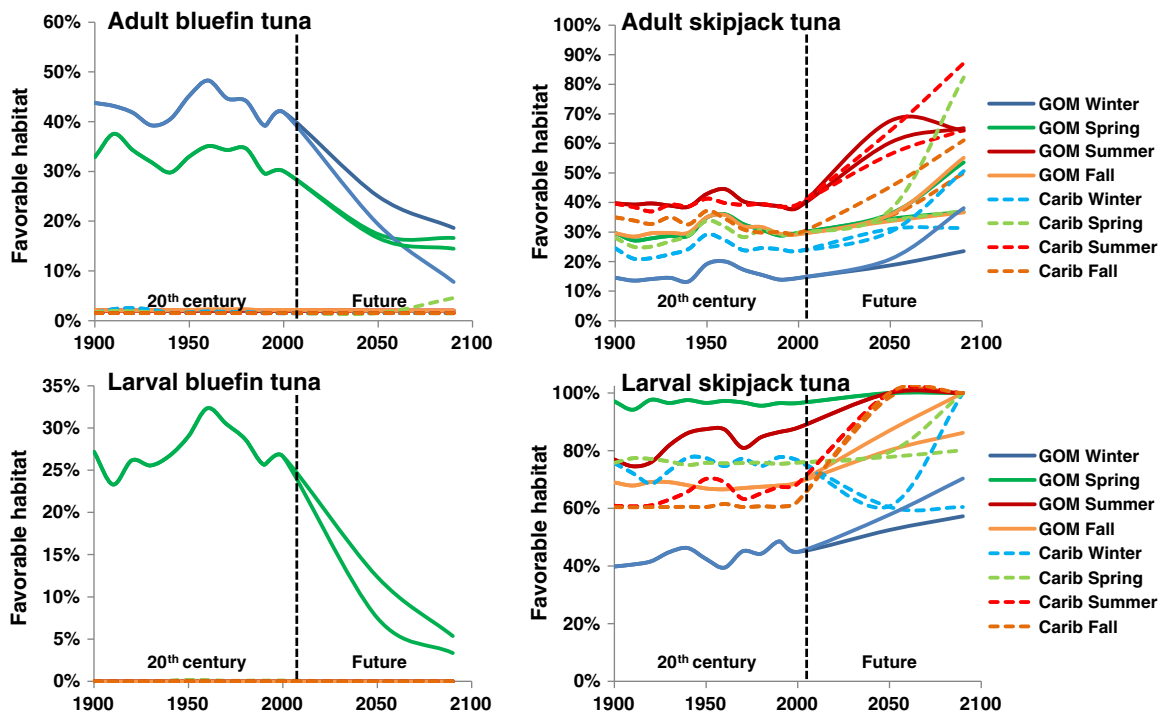 Adult bluefin tuna
Favorable habitat
60%
50%
40%
30%
20%
10%
0%
20th century
Future
1900
1950
2000
2050
2100
Adult skipjack tuna
Favorable habitat
100%
90%
80%
70%
60%
50%
40%
30%
20%
10%
0%
20th century
Future
1900
1950
2000
2050
2100
GOM Winter
GOM Spring
GOM Summer
GOM Fall
Carib Winter
Carib Spring
Carib Summer
Carib Fall
Larval bluefin tuna
Favorable habitat
35%
30%
25%
20%
15%
10%
5%
0%
20th century
Future
1900
1950
2000
2050
2100
Larval skipjack tuna
Favorable habitat
100%
80%
60%
40%
20%
0%
20th century
Future
1900
1950
2000
2050
2100
GOM Winter
GOM Spring
GOM Summer
GOM Fall
Carib Winter
Carib Spring
Carib Summer
Carib Fall